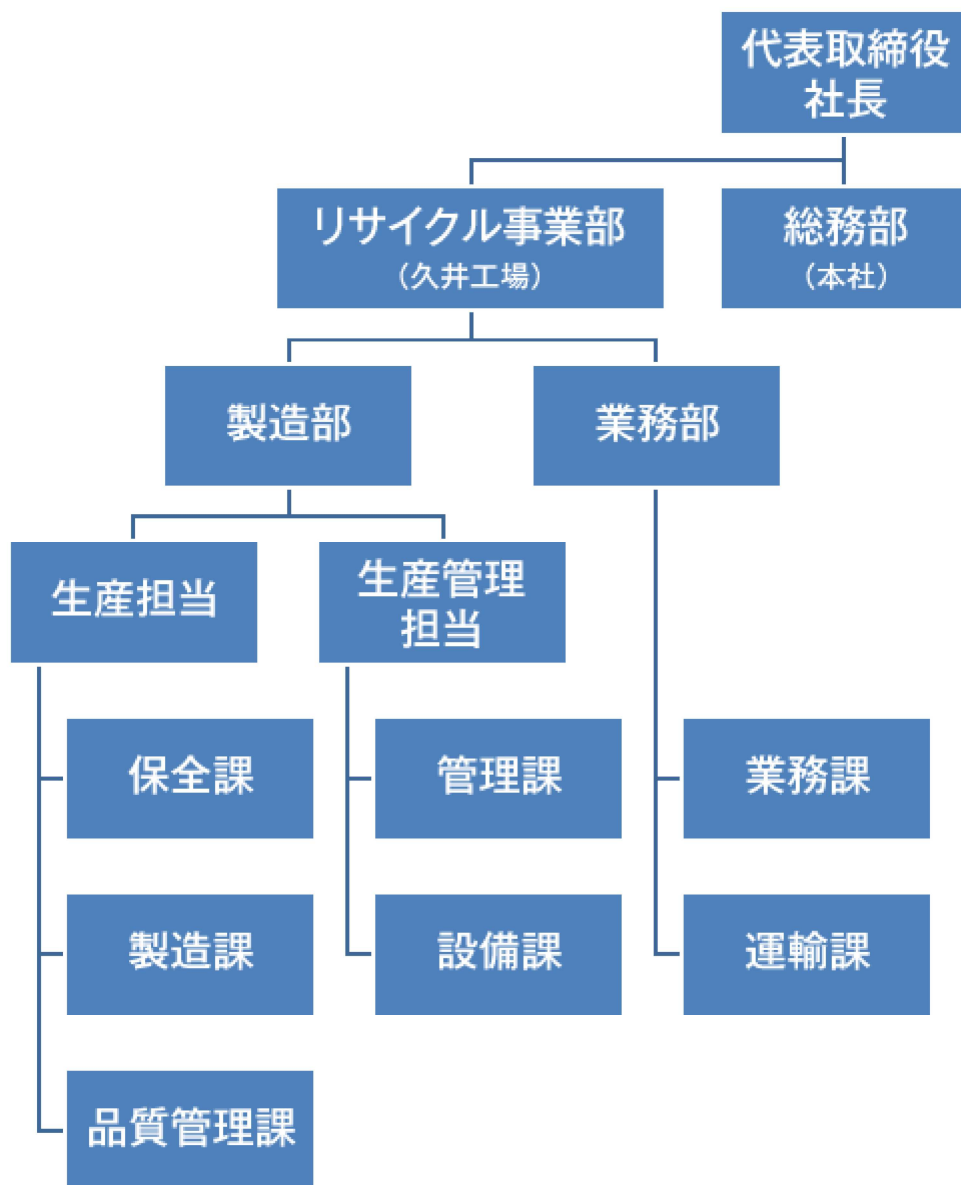 代表取締役
社長
リサイクル事業部
（久井工場）
総務部
（本社）
製造部
業務部
生産担当
生産管理
担当
保全課
管理課
業務課
製造課
設備課
運輸課
品質管理課